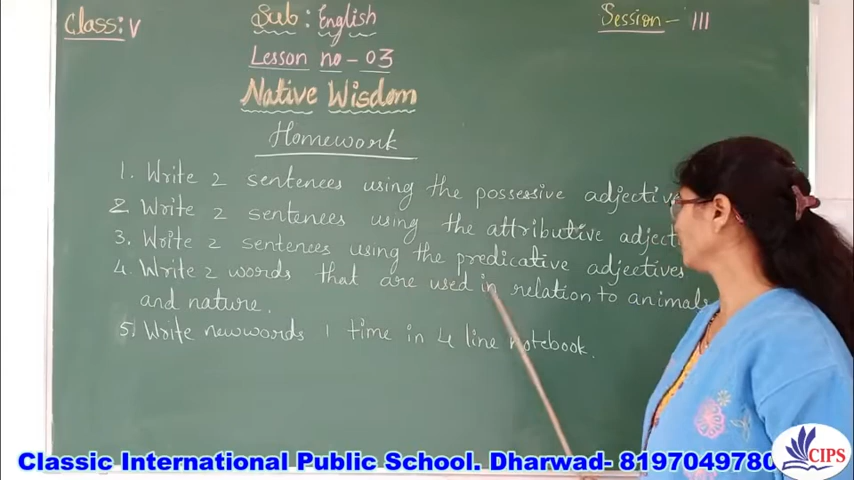 Class: V
Sub: English
Session - III
Lesson no - 03
Native Wisdom
Homework
1. Write 2 sentences using the possessive adjective
2. Write 2 sentences using the attributive adjecti
3. Write 2 sentences using the predicative adjectives
4. Write 2 words that are used in relation to animals
and nature.
5. Write newwords 1 time in 4 line notebook.
Classic International Public School. Dharwad- 8197049780
CIPS